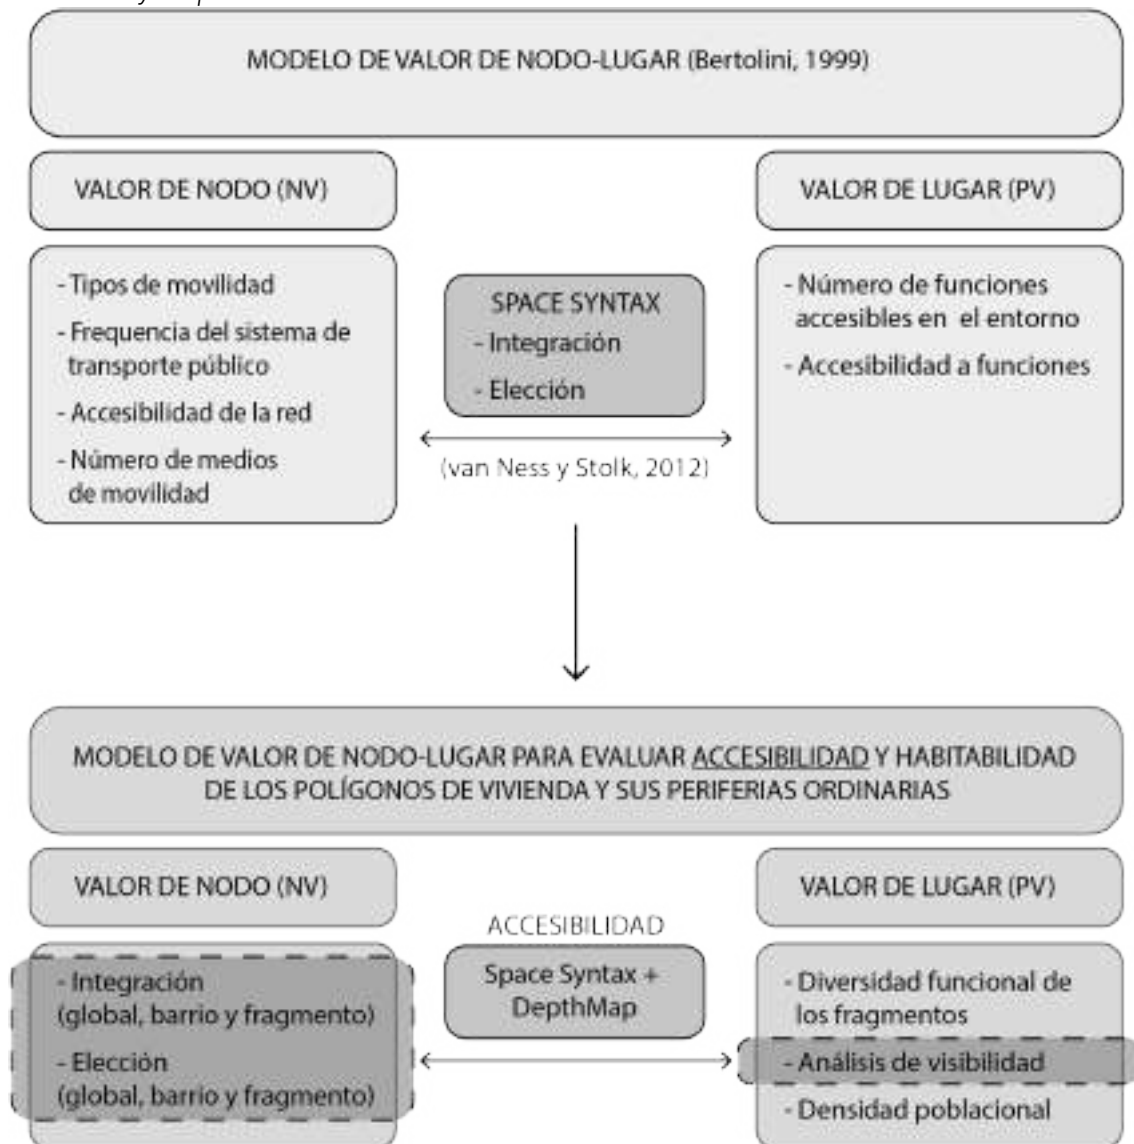 MODELO DE VALOR DE NODO-LUGAR (Bertolini, 1999)
VALOR DE NODO (NV)
- Tipos de movilidad
- Frequencia del sistema de
transporte público
- Accesibilidad de la red
- Número de medios
de movilidad
SPACE SYNTAX
- Integración
- Elección
(van Ness y Stolk, 2012)
VALOR DE LUGAR (PV)
- Número de funciones
accesibles en el entorno
- Accesibilidad a funciones
MODELO DE VALOR DE NODO-LUGAR PARA EVALUAR ACCESIBILIDAD Y HABITABILIDAD
DE LOS POLÍGONOS DE VIVIENDA Y SUS PERIFERIAS ORDINARIAS
VALOR DE NODO (NV)
- Integración
(global, barrio y fragmento)
- Elección
(global, barrio y fragmento)
ACCESIBILIDAD
Space Syntax +
DepthMap
VALOR DE LUGAR (PV)
- Diversidad funcional de
los fragmentos
- Análisis de visibilidad
- Densidad poblacional